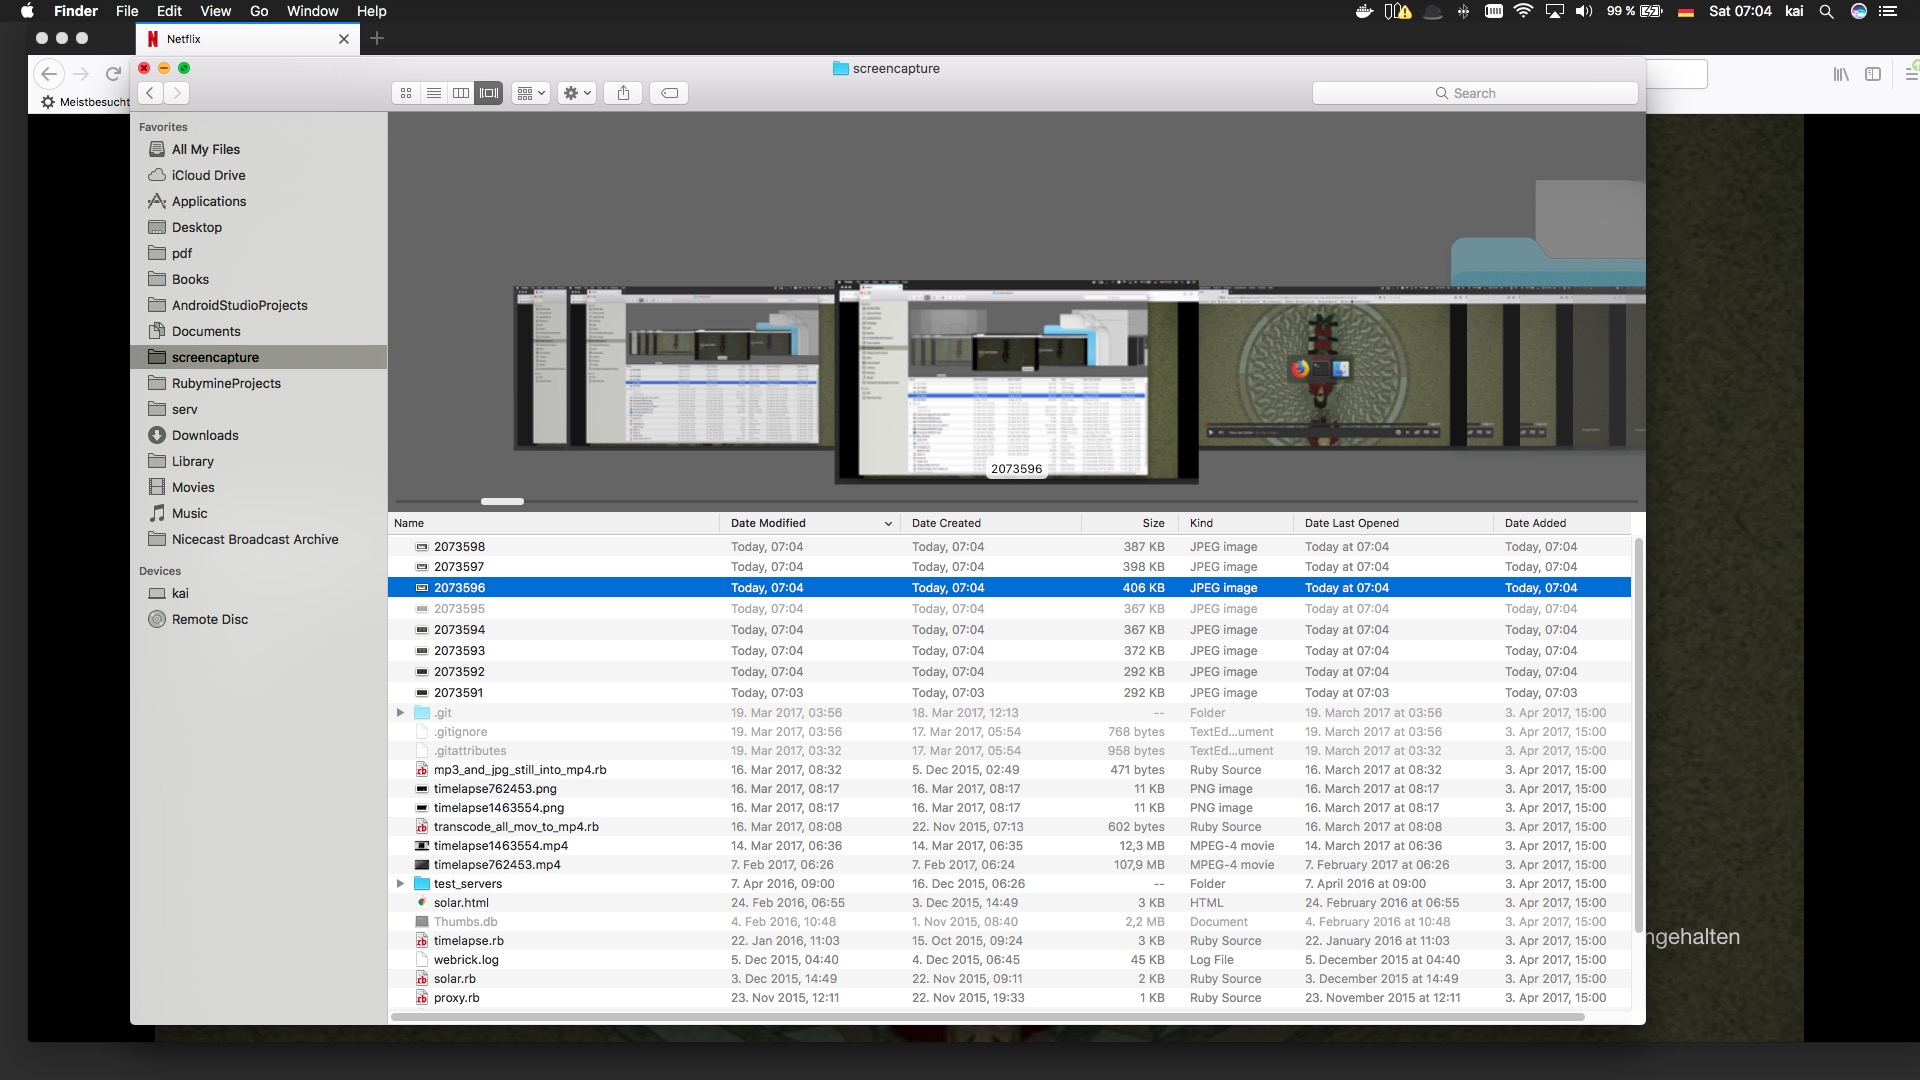 Finder File Edit View Go Window Help 99 % Sat 07:04 kai
Netflix
screencapture
Search
Meistbesucht
Favorites
All My Files
iCloud Drive
Applications
Desktop
pdf
Books
AndroidStudioProjects
Documents
screencapture
RubymineProjects
serv
Downloads
Library
Movies
Music
Nicecast Broadcast Archive
Devices
kai
Remote Disc
2073596
Name Date Modified Date Created Size Kind Date Last Opened Date Added
2073598 Today, 07:04 Today, 07:04 387 KB JPEG image Today at 07:04 Today, 07:04
2073597 Today, 07:04 Today, 07:04 398 KB JPEG image Today at 07:04 Today, 07:04
2073596 Today, 07:04 Today, 07:04 406 KB JPEG image Today at 07:04 Today, 07:04
2073595 Today, 07:04 Today, 07:04 367 KB JPEG image Today at 07:04 Today, 07:04
2073594 Today, 07:04 Today, 07:04 367 KB JPEG image Today at 07:04 Today, 07:04
2073593 Today, 07:04 Today, 07:04 372 KB JPEG image Today at 07:04 Today, 07:04
2073592 Today, 07:04 Today, 07:04 292 KB JPEG image Today at 07:04 Today, 07:04
2073591 Today, 07:03 Today, 07:03 292 KB JPEG image Today at 07:03 Today, 07:03
.git 19. Mar 2017, 03:56 18. Mar 2017, 12:13 -- Folder 19. March 2017 at 03:56 3. Apr 2017, 15:00
.gitignore 19. Mar 2017, 03:56 17. Mar 2017, 05:54 768 bytes TextEd...ument 19. March 2017 at 03:56 3. Apr 2017, 15:00
.gitattributes 19. Mar 2017, 03:32 17. Mar 2017, 05:54 958 bytes TextEd...ument 19. March 2017 at 03:32 3. Apr 2017, 15:00
mp3_and_jpg_still_into_mp4.rb 16. Mar 2017, 08:32 5. Dec 2015, 02:49 471 bytes Ruby Source 16. March 2017 at 08:32 3. Apr 2017, 15:00
timelapse762453.png 16. Mar 2017, 08:17 16. Mar 2017, 08:17 11 KB PNG image 16. March 2017 at 08:17 3. Apr 2017, 15:00
timelapse1463554.png 16. Mar 2017, 08:17 16. Mar 2017, 08:17 11 KB PNG image 16. March 2017 at 08:17 3. Apr 2017, 15:00
transcode_all_mov_to_mp4.rb 16. Mar 2017, 08:08 22. Nov 2015, 07:13 602 bytes Ruby Source 16. March 2017 at 08:08 3. Apr 2017, 15:00
timelapse1463554.mp4 14. Mar 2017, 06:36 14. Mar 2017, 06:35 12,3 MB MPEG-4 movie 14. March 2017 at 06:36 3. Apr 2017, 15:00
timelapse762453.mp4 7. Feb 2017, 06:26 7. Feb 2017, 06:24 107,9 MB MPEG-4 movie 7. February 2017 at 06:26 3. Apr 2017, 15:00
test_servers 7. Apr 2016, 09:00 16. Dec 2015, 06:26 -- Folder 7. April 2016 at 09:00 3. Apr 2017, 15:00
solar.html 24. Feb 2016, 06:55 3. Dec 2015, 14:49 3 KB HTML 24. February 2016 at 06:55 3. Apr 2017, 15:00
Thumbs.db 4. Feb 2016, 10:48 1. Nov 2015, 08:40 2,2 MB Document 4. February 2016 at 10:48 3. Apr 2017, 15:00
timelapse.rb 22. Jan 2016, 11:03 15. Oct 2015, 09:24 3 KB Ruby Source 22. January 2016 at 11:03 3. Apr 2017, 15:00
webrick.log 5. Dec 2015, 04:40 4. Dec 2015, 06:45 45 KB Log File 5. December 2015 at 04:40 3. Apr 2017, 15:00
solar.rb 3. Dec 2015, 14:49 22. Nov 2015, 09:11 2 KB Ruby Source 3. December 2015 at 14:49 3. Apr 2017, 15:00
proxy.rb 23. Nov 2015, 12:11 22. Nov 2015, 19:33 1 KB Ruby Source 23. November 2015 at 12:11 3. Apr 2017, 15:00
ngehalten